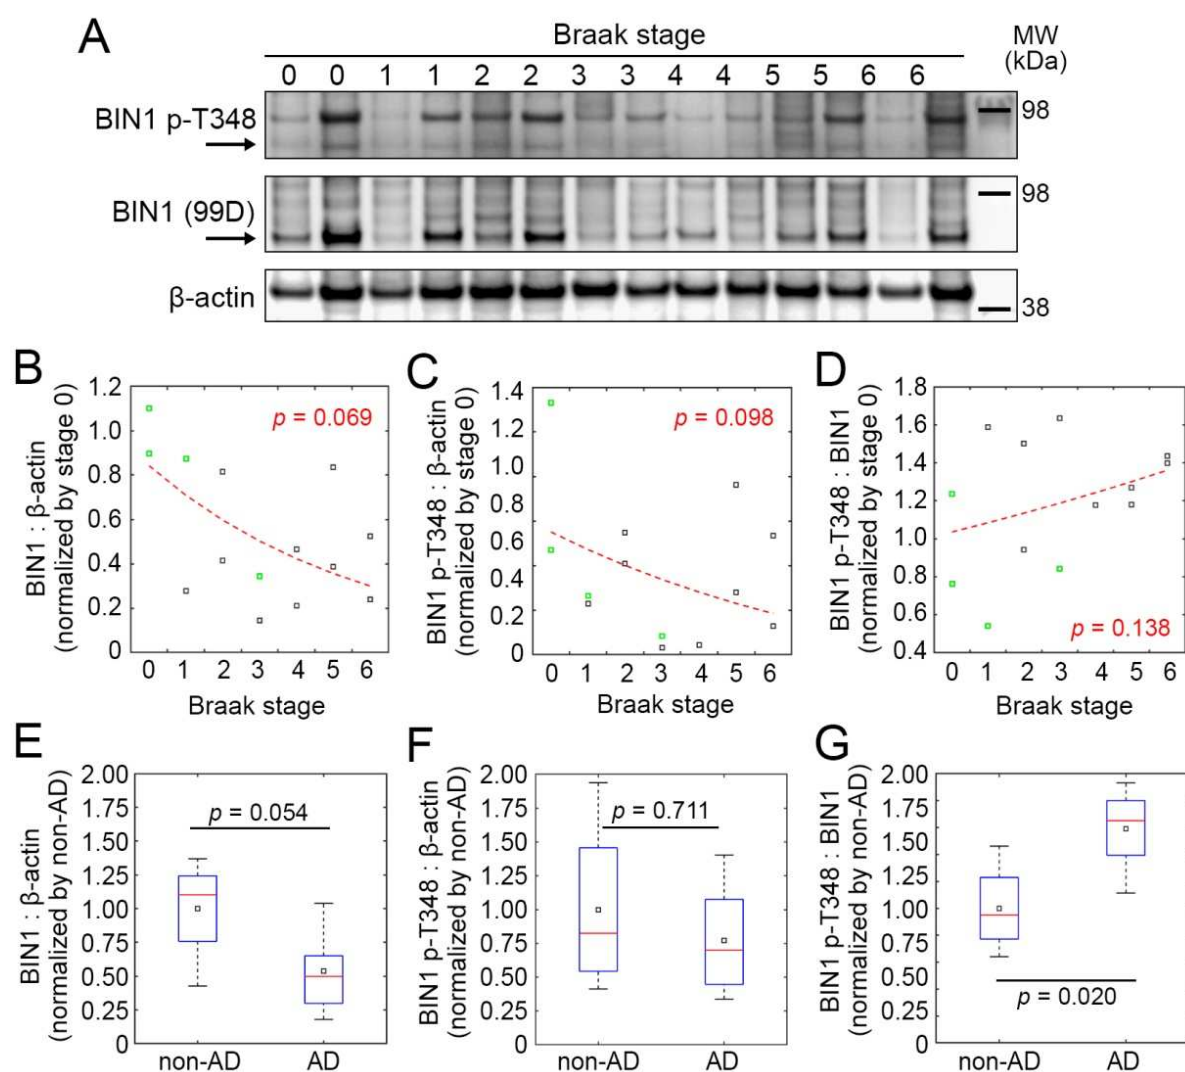 A
Braak stage
MW
(kDa)
0 0 1 1 2 2 3 3 4 4 5 5 6 6
BIN1 p-T348
98
BIN1 (99D)
98
β-actin
38
B
BIN1 : β-actin
(normalized by stage 0)
1.2
1.0
0.8
0.6
0.4
0.2
0
p = 0.069
0 1 2 3 4 5 6
Braak stage
C
BIN1 p-T348 : β-actin
(normalized by stage 0)
1.4
1.2
1.0
0.8
0.6
0.4
0.2
0
p = 0.098
0 1 2 3 4 5 6
Braak stage
D
BIN1 p-T348 : BIN1
(normalized by stage 0)
1.8
1.6
1.4
1.2
1.0
0.8
0.6
0.4
p = 0.138
0 1 2 3 4 5 6
Braak stage
E
BIN1 : β-actin
(normalized by non-AD)
2.00
1.75
1.50
1.25
1.00
0.75
0.50
0.25
0
p = 0.054
non-AD AD
F
BIN1 p-T348 : β-actin
(normalized by non-AD)
2.00
1.75
1.50
1.25
1.00
0.75
0.50
0.25
0
p = 0.711
non-AD AD
G
BIN1 p-T348 : BIN1
(normalized by non-AD)
2.00
1.75
1.50
1.25
1.00
0.75
0.50
0.25
0
p = 0.020
non-AD AD